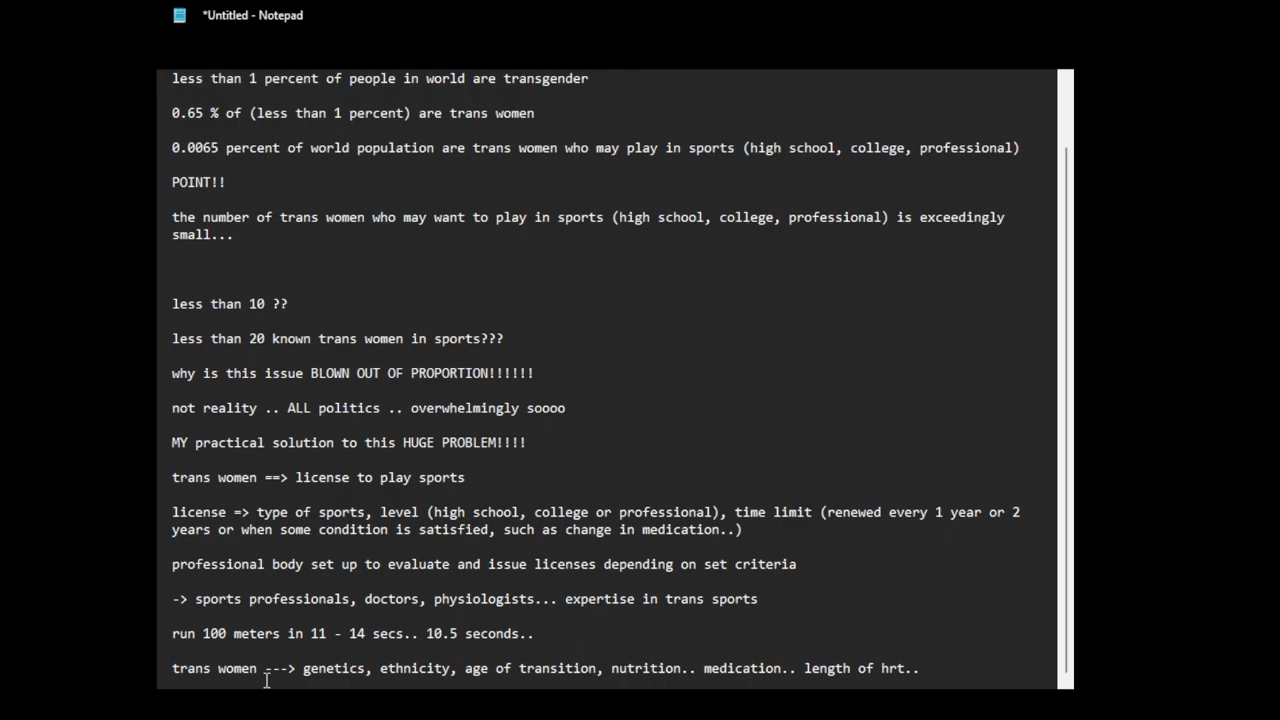 *Untitled - Notepad
less than 1 percent of people in world are transgender
0.65 % of (less than 1 percent) are trans women
0.0065 percent of world population are trans women who may play in sports (high school, college, professional)
POINT!!
the number of trans women who may want to play in sports (high school, college, professional) is exceedingly
small...
less than 10 ??
less than 20 known trans women in sports???
why is this issue BLOWN OUT OF PROPORTION!!!!!!
not reality .. ALL politics .. overwhelmingly soooo
MY practical solution to this HUGE PROBLEM!!!!
trans women ==> license to play sports
license => type of sports, level (high school, college or professional), time limit (renewed every 1 year or 2
years or when some condition is satisfied, such as change in medication..)
professional body set up to evaluate and issue licenses depending on set criteria
-> sports professionals, doctors, physiologists... expertise in trans sports
run 100 meters in 11 - 14 secs.. 10.5 seconds..
trans women ---> genetics, ethnicity, age of transition, nutrition.. medication.. length of hrt..